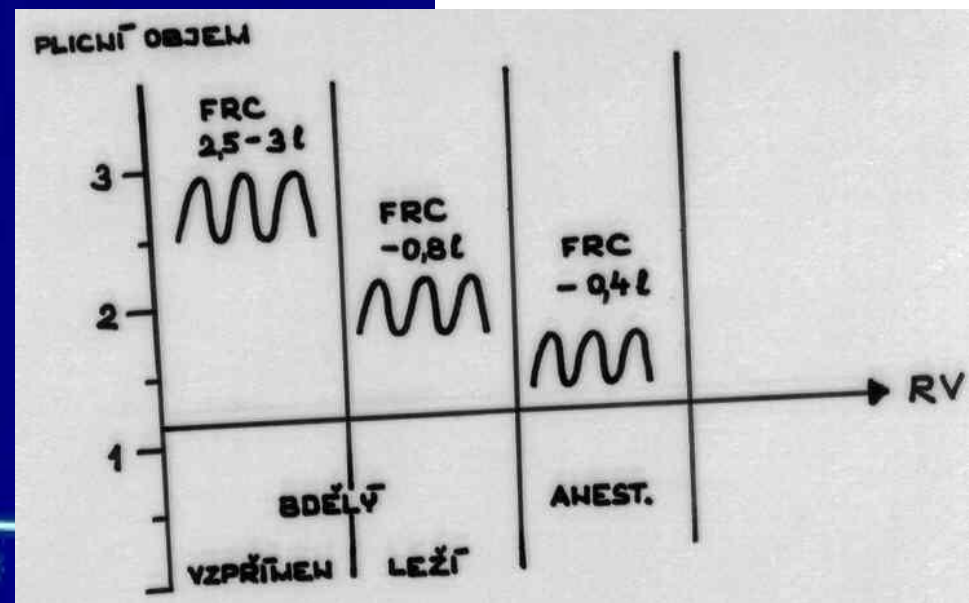 PLICNÍ OBJEM
FRC
2,5-3 l
3
FRC
-0,8 l
FRC
- 0,4 l
2
RV
1
BDĚLÝ
ANEST.
VZPŘÍMEN
LEŽÍ